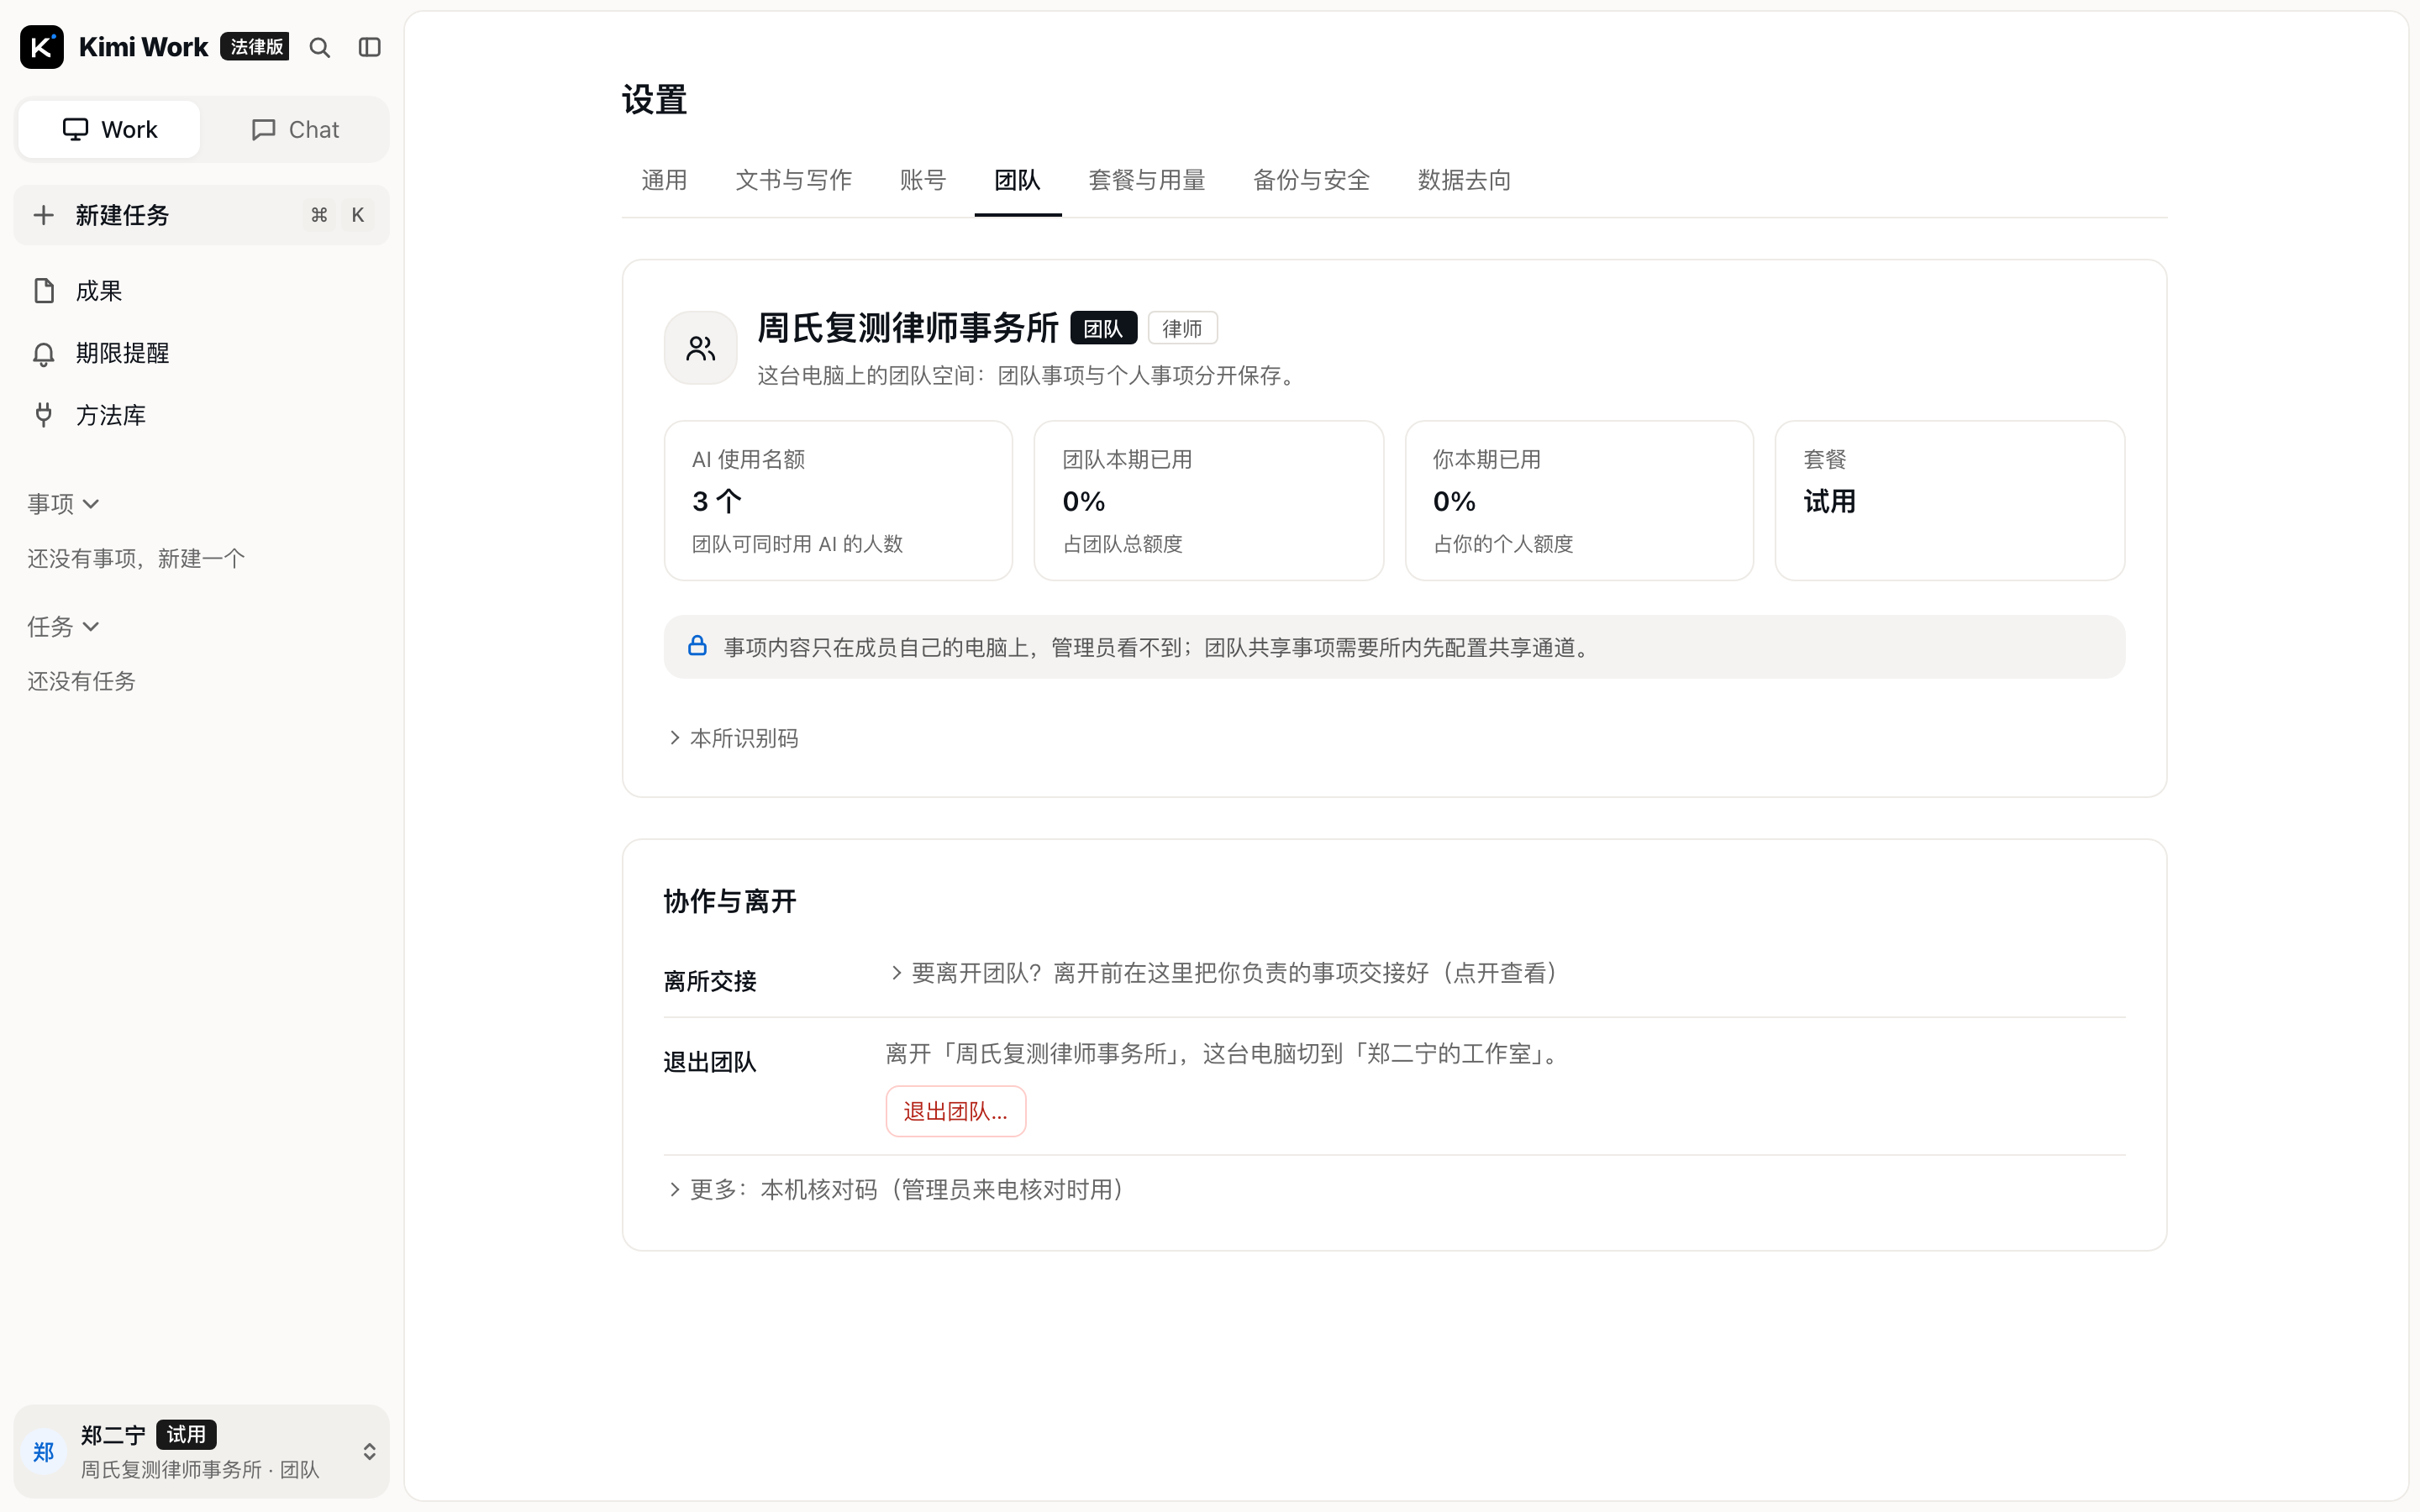 Kimi Work 法律版
Work
Chat
新建任务 ⌘ K
成果
期限提醒
方法库
事项
还没有事项，新建一个
任务
还没有任务
郑
郑二宁 试用
周氏复测律师事务所 · 团队
设置
通用 文书与写作 账号 团队 套餐与用量 备份与安全 数据去向
周氏复测律师事务所 团队 律师
这台电脑上的团队空间：团队事项与个人事项分开保存。
AI 使用名额
3 个
团队可同时用 AI 的人数
团队本期已用
0%
占团队总额度
你本期已用
0%
占你的个人额度
套餐
试用
事项内容只在成员自己的电脑上，管理员看不到；团队共享事项需要所内先配置共享通道。
本所识别码
协作与离开
离所交接
要离开团队？离开前在这里把你负责的事项交接好（点开查看）
退出团队
离开「周氏复测律师事务所」，这台电脑切到「郑二宁的工作室」。
退出团队...
更多：本机核对码（管理员来电核对时用）